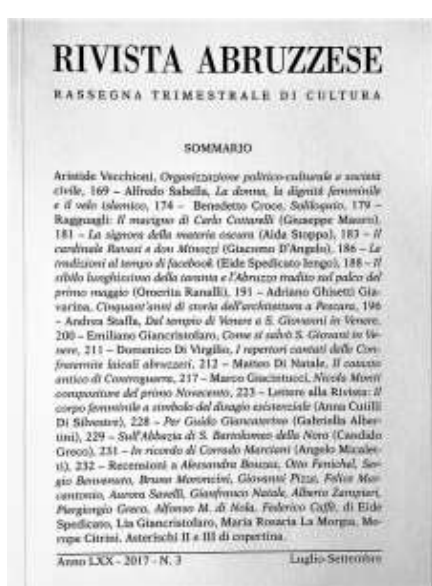 RIVISTA ABRUZZESE
RASSEGNA TRIMESTRALE DI CULTURA
SOMMARIO
Aristide Vecchioni, Organizzazione politico-culturale e società
civile, 169 – Alfredo Sabella, La donna, la dignità femminile
e il velo islamico, 174 – Benedetto Croce, Soliloquio, 179 –
Ragguagli: Il macigno di Carlo Cottarelli (Giuseppe Mauro),
181 – La signora della materia oscura (Aida Stoppa), 183 – Il
cardinale Ravasi e don Minozzi (Giacomo D'Angelo), 186 – Le
tradizioni al tempo di facebook (Eide Spedicato Iengo), 188 – Il
sibilo lunghissimo della taranta e l'Abruzzo tradito sul palco del
primo maggio (Omerita Ranalli), 191 – Adriano Ghisetti Gia-
varina, Cinquant'anni di storia dell'architettura a Pescara, 196
– Andrea Staffa, Dal tempio di Venere a S. Giovanni in Venere,
200 – Emiliano Giancristofaro, Come si salvò S. Giovanni in Ve-
nere, 211 – Domenico Di Virgilio, I repertori cantati delle Con-
fraternite laicali abruzzesi, 212 – Matteo Di Natale, Il catasto
antico di Controguerra, 217 – Marco Giacintucci, Nicola Monti
compositore del primo Novecento, 223 – Lettere alla Rivista: Il
corpo femminile a simbolo del disagio esistenziale (Anna Cutilli
Di Silvestre), 228 – Per Guido Giancaterino (Gabriella Alber-
tini), 229 – Sull'Abbazia di S. Bartolomeo della Noro (Candido
Greco), 231 – In ricordo di Corrado Marciani (Angelo Micalet-
ti), 232 – Recensioni a Alessandra Bouzas, Otto Fenichel, Ser-
gio Benvenuto, Bruno Moroncini, Giovanni Pizza, Felice Mar-
cantonio, Aurora Savelli, Gianfranco Natale, Alberto Zampieri,
Piergiorgio Greco, Alfonso M. di Nola, Federico Caffè, di Eide
Spedicato, Lia Giancristofaro, Maria Rosaria La Morgia, Me-
rope Citrini. Asterischi II e III di copertina.
Anno LXX - 2017 - N. 3 Luglio-Settembre